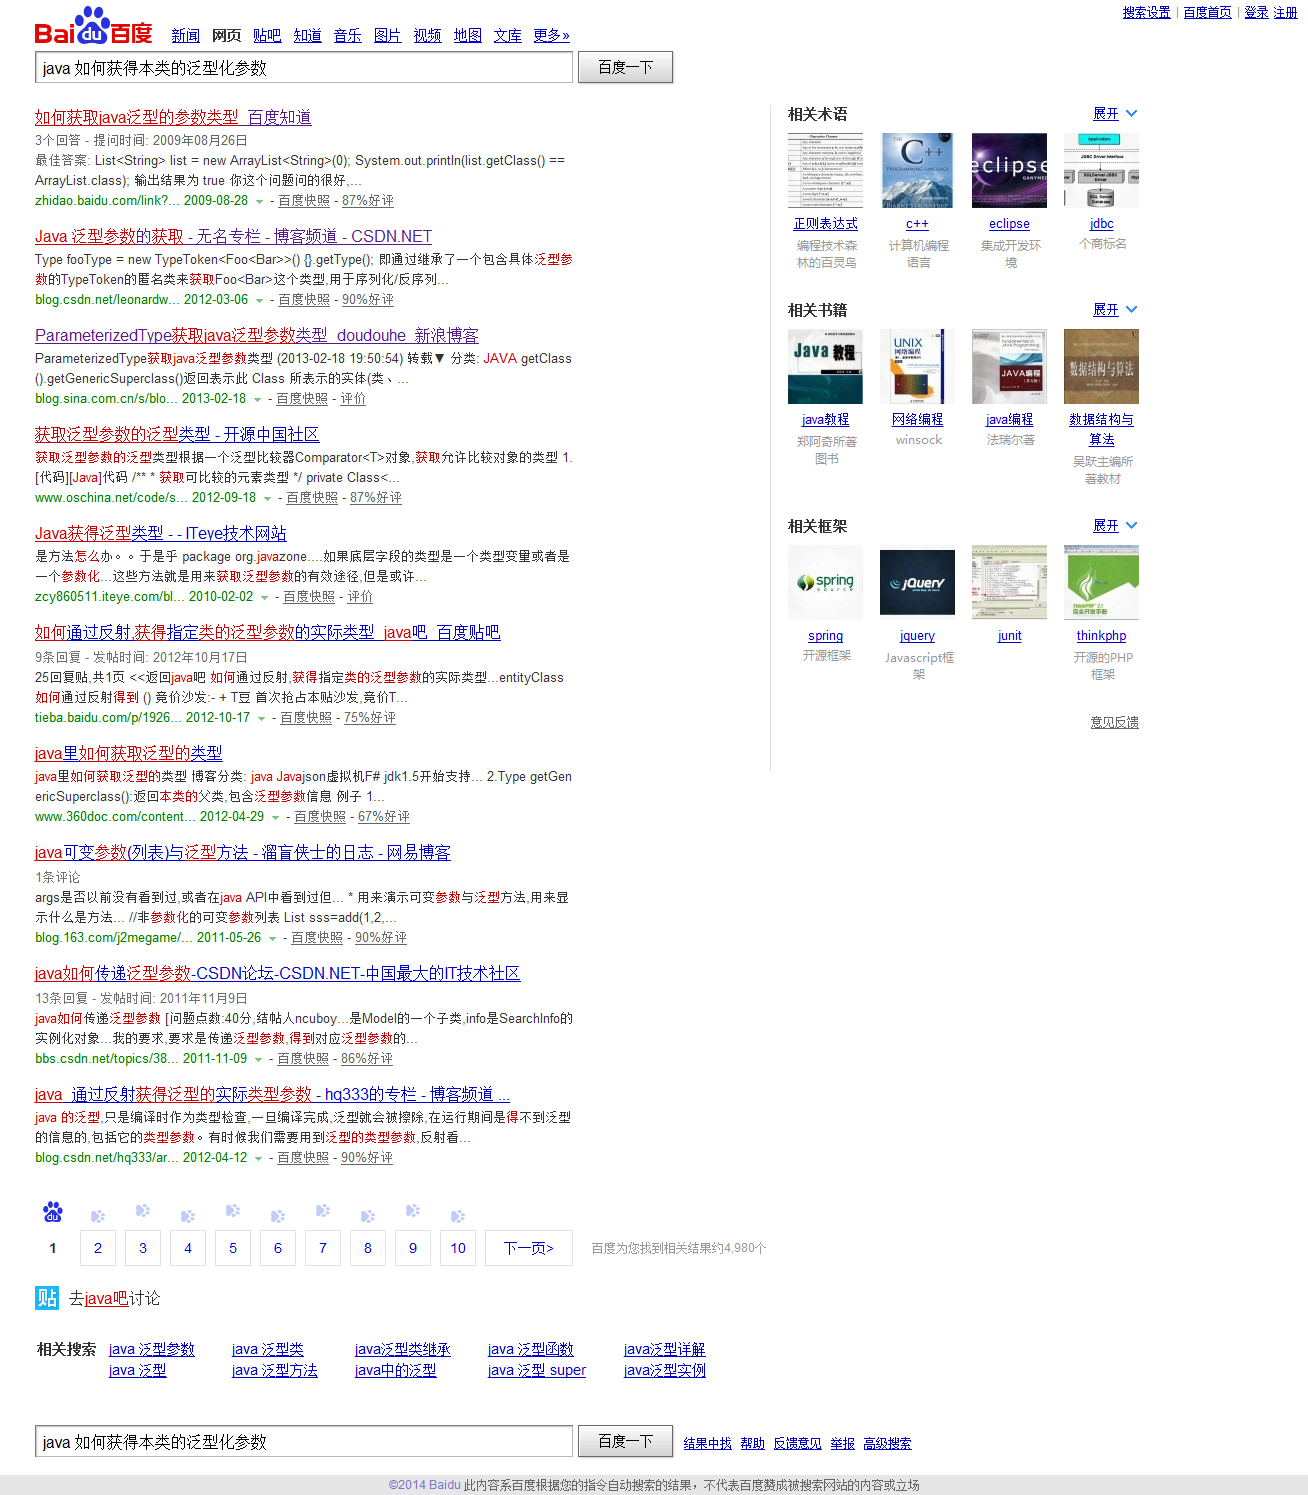 搜索设置 | 百度首页 | 登录 注册
Bai du 百度 新闻 网页 贴吧 知道 音乐 图片 视频 地图 文库 更多»
java 如何获得本类的泛型化参数 百度一下
如何获取java泛型的参数类型_百度知道
3个回答 - 提问时间: 2009年08月26日
最佳答案: List<String> list = new ArrayList<String>(0); System.out.println(list.getClass() ==
ArrayList.class); 输出结果为 true 你这个问题问的很好,...
zhidao.baidu.com/link?... 2009-08-28 - 百度快照 - 87%好评
Java 泛型参数的获取 - 无名专栏 - 博客频道 - CSDN.NET
Type fooType = new TypeToken<Foo<Bar>>() {}.getType(); 即通过继承了一个包含具体泛型参
数的TypeToken的匿名类来获取Foo<Bar>这个类型,用于序列化/反序列...
blog.csdn.net/leonardw... 2012-03-06 - 百度快照 - 90%好评
ParameterizedType获取java泛型参数类型_doudouhe_新浪博客
ParameterizedType获取java泛型参数类型 (2013-02-18 19:50:54) 转载▼ 分类: JAVA getClass
().getGenericSuperclass()返回表示此 Class 所表示的实体(类、...
blog.sina.com.cn/s/blo... 2013-02-18 - 百度快照 - 评价
获取泛型参数的泛型类型 - 开源中国社区
获取泛型参数的泛型类型根据一个泛型比较器Comparator<T>对象,获取允许比较对象的类型 1.
[代码][Java]代码 /** * 获取可比较的元素类型 */ private Class<...
www.oschina.net/code/s... 2012-09-18 - 百度快照 - 87%好评
Java获得泛型类型 - - ITeye技术网站
是方法怎么办。。于是乎 package org.javazone....如果底层字段的类型是一个类型变量或者是
一个参数化...这些方法就是用来获取泛型参数的有效途径,但是或许...
zcy860511.iteye.com/bl... 2010-02-02 - 百度快照 - 评价
如何通过反射,获得指定类的泛型参数的实际类型_java吧_百度贴吧
9条回复 - 发帖时间: 2012年10月17日
25回复贴,共1页 <<返回java吧 如何通过反射,获得指定类的泛型参数的实际类型...entityClass
如何通过反射得到 () 竟价沙发:- + T豆 首次抢占本贴沙发,竟价T...
tieba.baidu.com/p/1926... 2012-10-17 - 百度快照 - 75%好评
java里如何获取泛型的类型
java里如何获取泛型的类型 博客分类: java Javajson虚拟机F# jdk1.5开始支持... 2.Type getGen
ericSuperclass():返回本类的父类,包含泛型参数信息 例子 1...
www.360doc.com/content... 2012-04-29 - 百度快照 - 67%好评
java可变参数(列表)与泛型方法 - 溜盲侠士的日志 - 网易博客
1条评论
args是否以前没有看到过,或者在java API中看到过但... * 用来演示可变参数与泛型方法,用来显
示什么是方法... //非参数化的可变参数列表 List sss=add(1,2,...
blog.163.com/j2megame/... 2011-05-26 - 百度快照 - 90%好评
java如何传递泛型参数-CSDN论坛-CSDN.NET-中国最大的IT技术社区
13条回复 - 发帖时间: 2011年11月9日
java如何传递泛型参数 [问题点数:40分,结帖人ncuboy...是Model的一个子类,info是SearchInfo的
实例化对象...我的要求,要求是传递泛型参数,得到对应泛型参数的...
bbs.csdn.net/topics/38... 2011-11-09 - 百度快照 - 86%好评
java_通过反射获得泛型的实际类型参数 - hq333的专栏 - 博客频道 ...
java 的泛型,只是编译时作为类型检查,一旦编译完成,泛型就会被擦除,在运行期间是得不到泛型
的信息的,包括它的类型参数。有时候我们需要用到泛型的类型参数,反射看...
blog.csdn.net/hq333/ar... 2012-04-12 - 百度快照 - 90%好评
相关术语 展开
正则表达式 c++ eclipse jdbc
编程技术森 计算机编程 集成开发环 个商标名
林的百灵鸟 语言 境
相关书籍 展开
java教程 网络编程 java编程 数据结构与
算法
郑阿奇所著 winsock 法瑞尔著 吴跃主编所
图书 著教材
相关框架 展开
spring jquery junit thinkphp
开源框架 Javascript框 开源的PHP
架 框架
意见反馈
1 2 3 4 5 6 7 8 9 10 下一页> 百度为您找到相关结果约4,980个
贴 去java吧讨论
相关搜索 java 泛型参数 java 泛型类 java泛型类继承 java 泛型函数 java泛型详解
java 泛型 java 泛型方法 java中的泛型 java 泛型 super java泛型实例
java 如何获得本类的泛型化参数 百度一下 结果中找 帮助 反馈意见 举报 高级搜索
©2014 Baidu 此内容系百度根据您的指令自动搜索的结果，不代表百度赞成被搜索网站的内容或立场